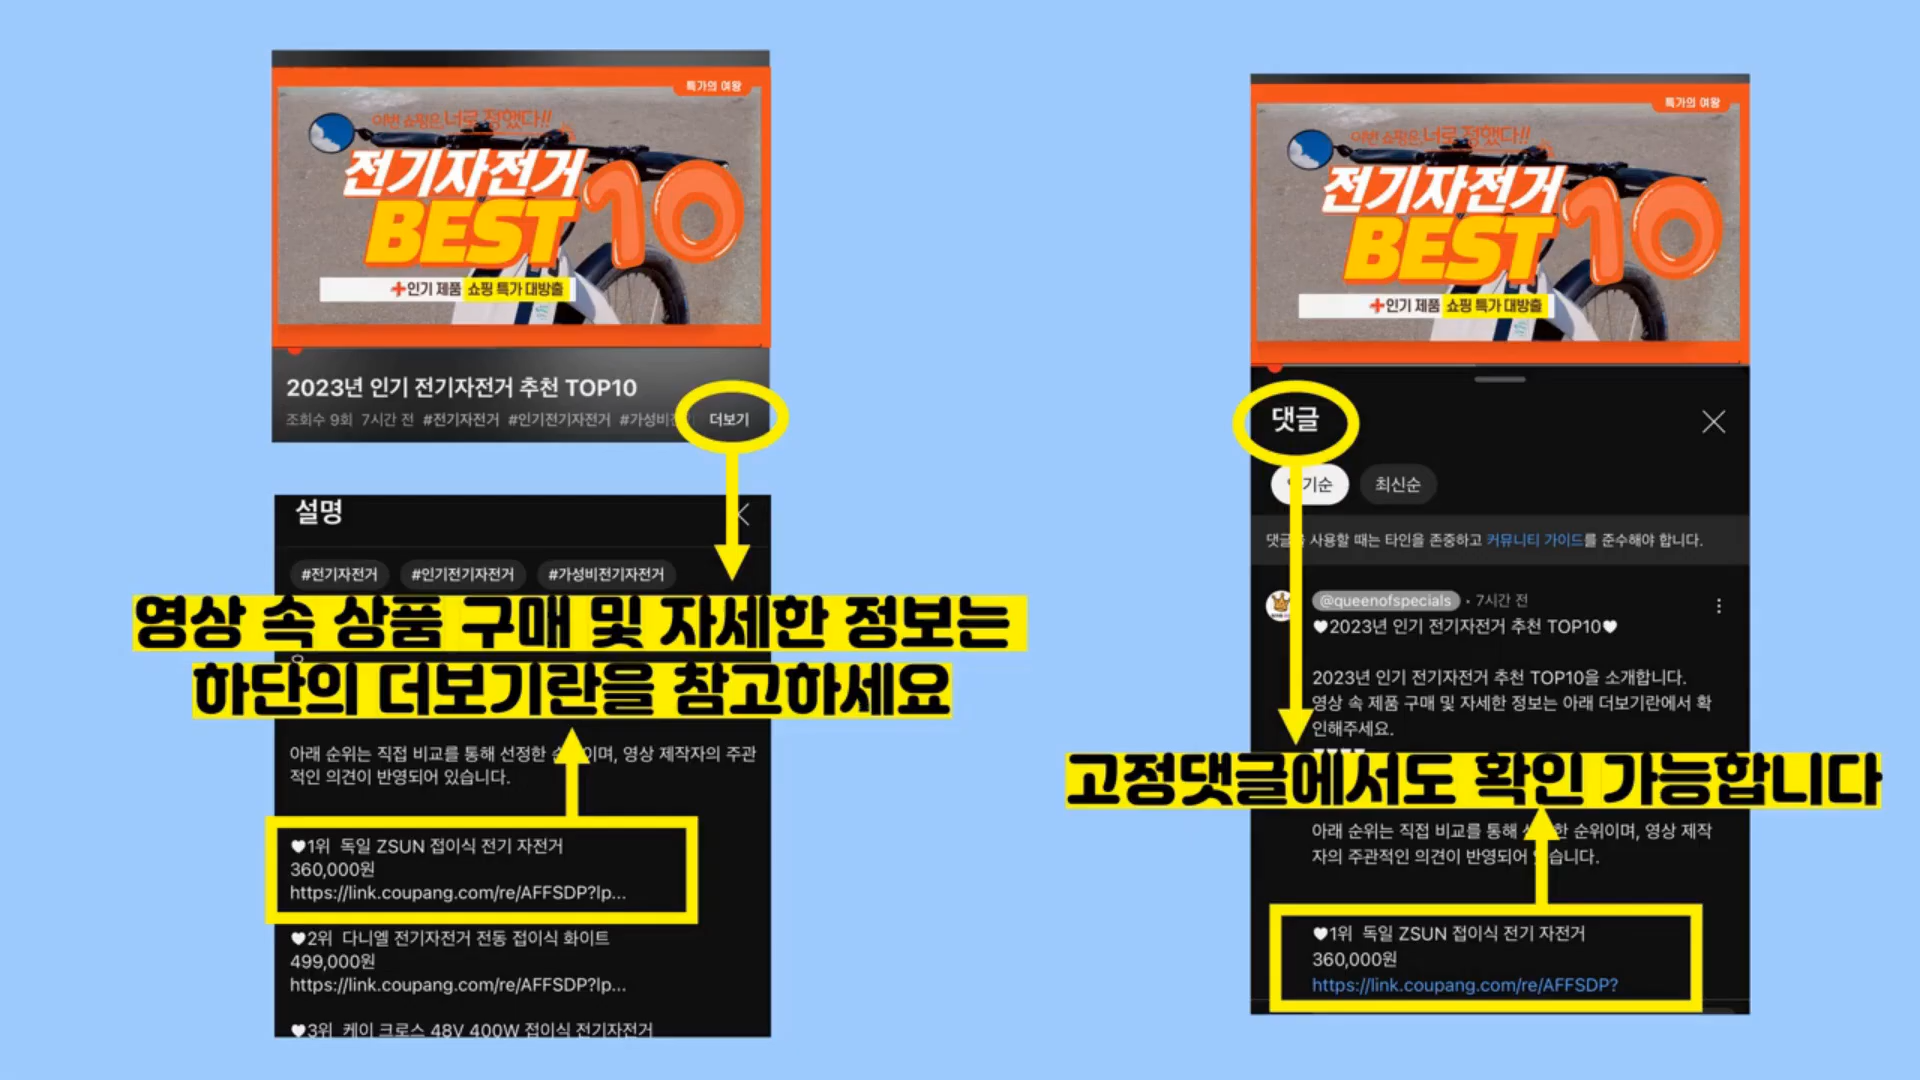 특가의 여왕
이번 쇼핑은 너로 정했다!!
전기자전거
BEST 10
+인기 제품 쇼핑 특가 대방출
2023년 인기 전기자전거 추천 TOP10
조회수 9회 7시간 전 #전기자전거 #인기전기자전거 #가성비
더보기
설명
#전기자전거 #인기전기자전거 #가성비전기자전거
영상 속 상품 구매 및 자세한 정보는
하단의 더보기란을 참고하세요
아래 순위는 직접 비교를 통해 선정한 순위이며, 영상 제작자의 주관
적인 의견이 반영되어 있습니다.
♥1위 독일 ZSUN 접이식 전기 자전거
360,000원
https://link.coupang.com/re/AFFSDP?lp...
♥2위 다니엘 전기자전거 전동 접이식 화이트
499,000원
https://link.coupang.com/re/AFFSDP?lp...
♥3위 케이 크로스 48V 400W 접이식 전기자전거
특가의 여왕
이번 쇼핑은 너로 정했다!!
전기자전거
BEST 10
+인기 제품 쇼핑 특가 대방출
댓글
인기순 최신순
댓글을 사용할 때는 타인을 존중하고 커뮤니티 가이드를 준수해야 합니다.
@queenofspecials · 7시간 전
♥2023년 인기 전기자전거 추천 TOP10♥
2023년 인기 전기자전거 추천 TOP10을 소개합니다.
영상 속 제품 구매 및 자세한 정보는 아래 더보기란에서 확
인해주세요.
고정댓글에서도 확인 가능합니다
아래 순위는 직접 비교를 통해 선정한 순위이며, 영상 제작
자의 주관적인 의견이 반영되어 있습니다.
♥1위 독일 ZSUN 접이식 전기 자전거
360,000원
https://link.coupang.com/re/AFFSDP?